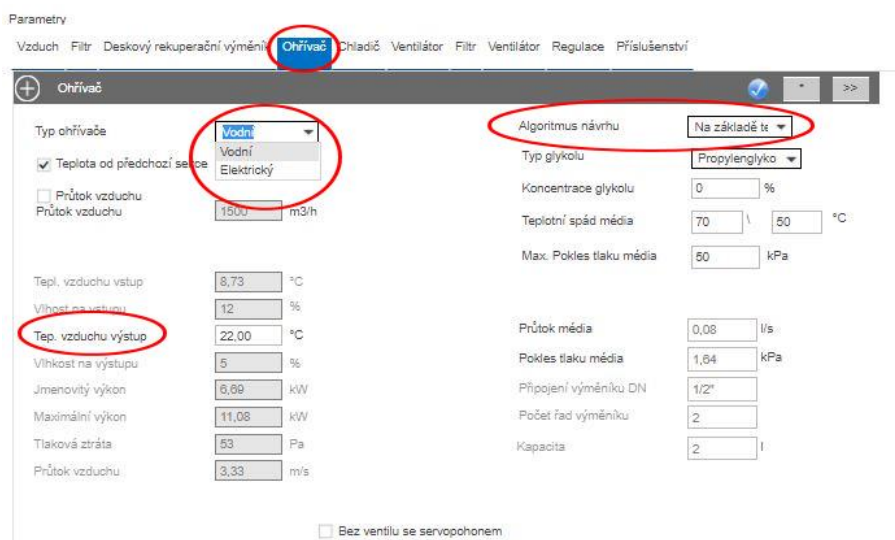 Parametry
Vzduch Filtr Deskový rekuperační výměník Ohřívač Chladič Ventilátor Filtr Ventilátor Regulace Příslušenství
Ohřívač * >>
Typ ohřívače Vodní
Vodní
Elektrický
Teplota od předchozí sekce
Průtok vzduchu
Průtok vzduchu 1500 m3/h
Tepl. vzduchu vstup 8,73 °C
Vlhost na vstupu 12 %
Tep. vzduchu výstup 22,00 °C
Vlhkost na výstupu 5 %
Jmenovitý výkon 6,69 kW
Maximální výkon 11,08 kW
Tlaková ztráta 53 Pa
Průtok vzduchu 3,33 m/s
Algoritmus návrhu Na základě te
Typ glykolu Propylenglyko
Koncentrace glykolu 0 %
Teplotní spád média 70 \ 50 °C
Max. Pokles tlaku média 50 kPa
Průtok média 0,08 l/s
Pokles tlaku média 1,64 kPa
Připojení výměníku DN 1/2"
Počet řad výměníku 2
Kapacita 2 l
Bez ventilu se servopohonem